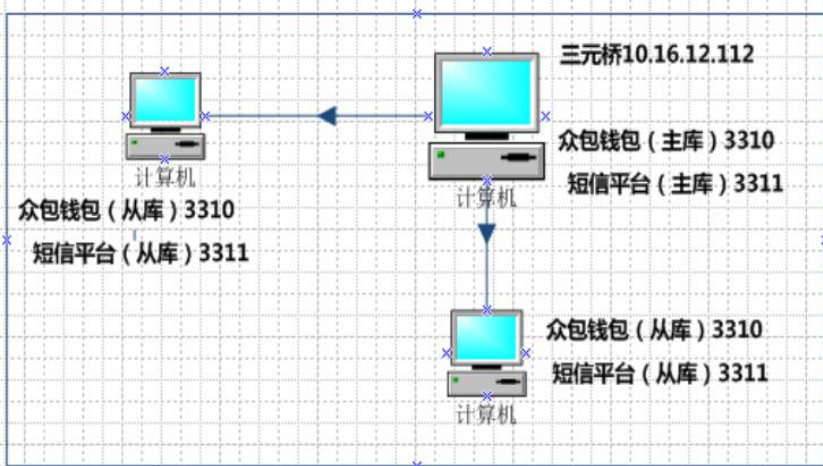 三元桥10.16.12.112
众包钱包（主库）3310
短信平台（主库）3311
计算机
计算机
众包钱包（从库）3310
短信平台（从库）3311
众包钱包（从库）3310
短信平台（从库）3311
计算机